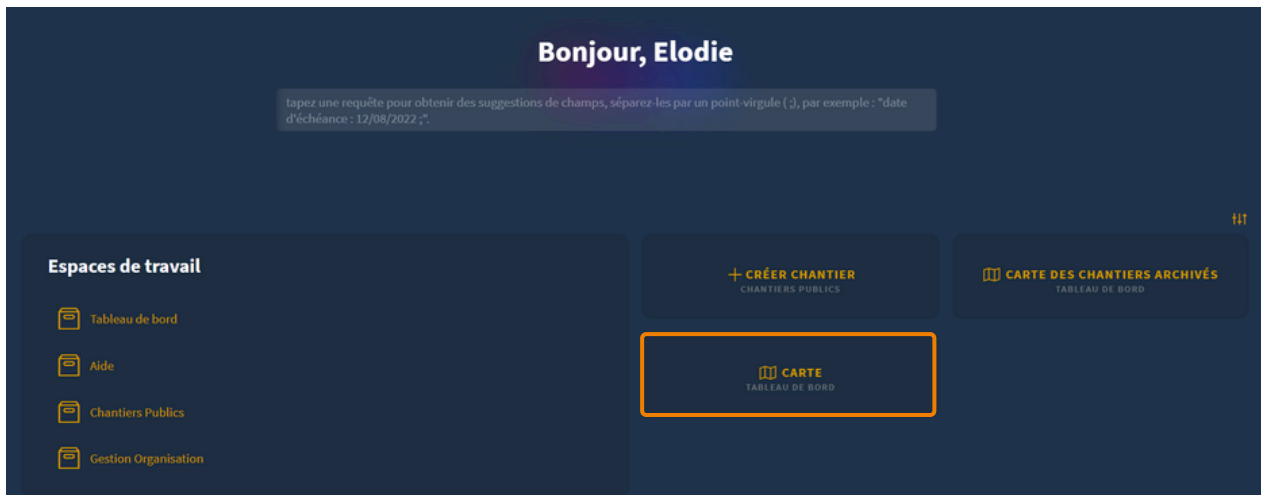 Bonjour, Elodie
tapez une requête pour obtenir des suggestions de champs, séparez-les par un point-virgule ( ;), par exemple : "date
d'échéance : 12/08/2022 ;".
Espaces de travail
Tableau de bord
Aide
Chantiers Publics
Gestion Organisation
CRÉER CHANTIER
CHANTIERS PUBLICS
CARTE DES CHANTIERS ARCHIVÉS
TABLEAU DE BORD
CARTE
TABLEAU DE BORD